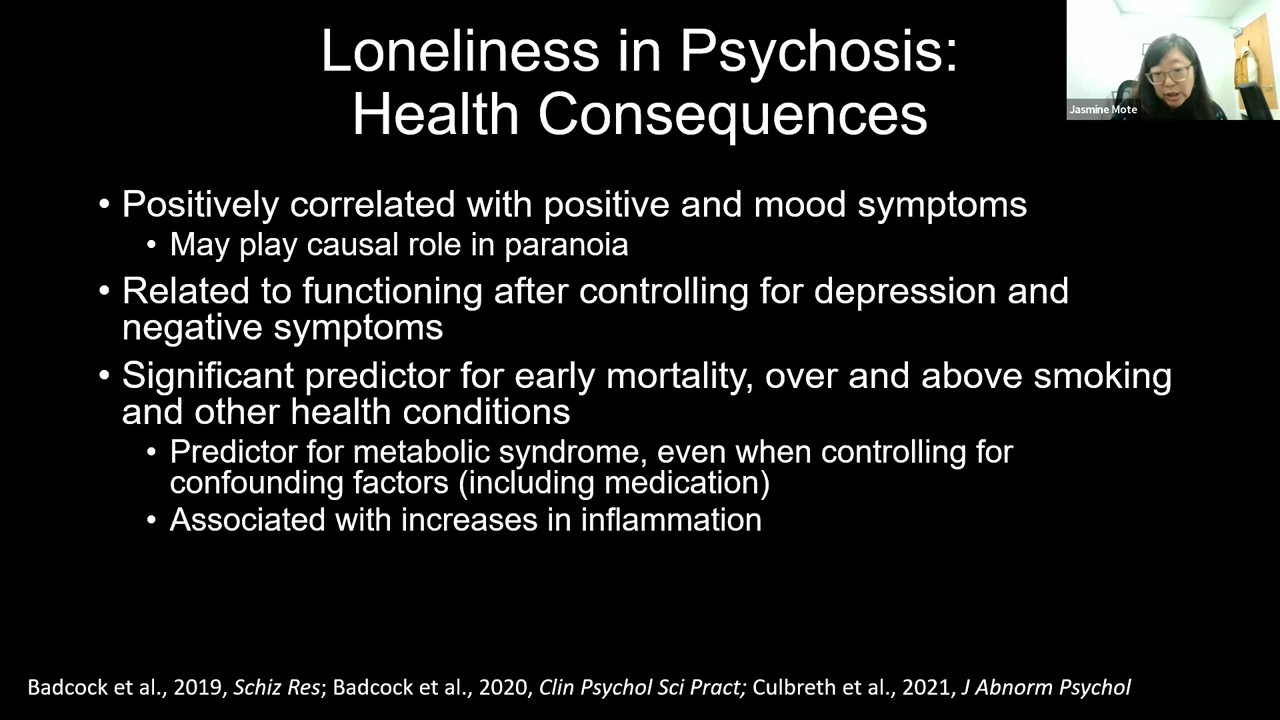 Loneliness in Psychosis:
Health Consequences
Jasmine Mote
• Positively correlated with positive and mood symptoms
• May play causal role in paranoia
• Related to functioning after controlling for depression and
negative symptoms
• Significant predictor for early mortality, over and above smoking
and other health conditions
• Predictor for metabolic syndrome, even when controlling for
confounding factors (including medication)
• Associated with increases in inflammation
Badcock et al., 2019, Schiz Res; Badcock et al., 2020, Clin Psychol Sci Pract; Culbreth et al., 2021, J Abnorm Psychol